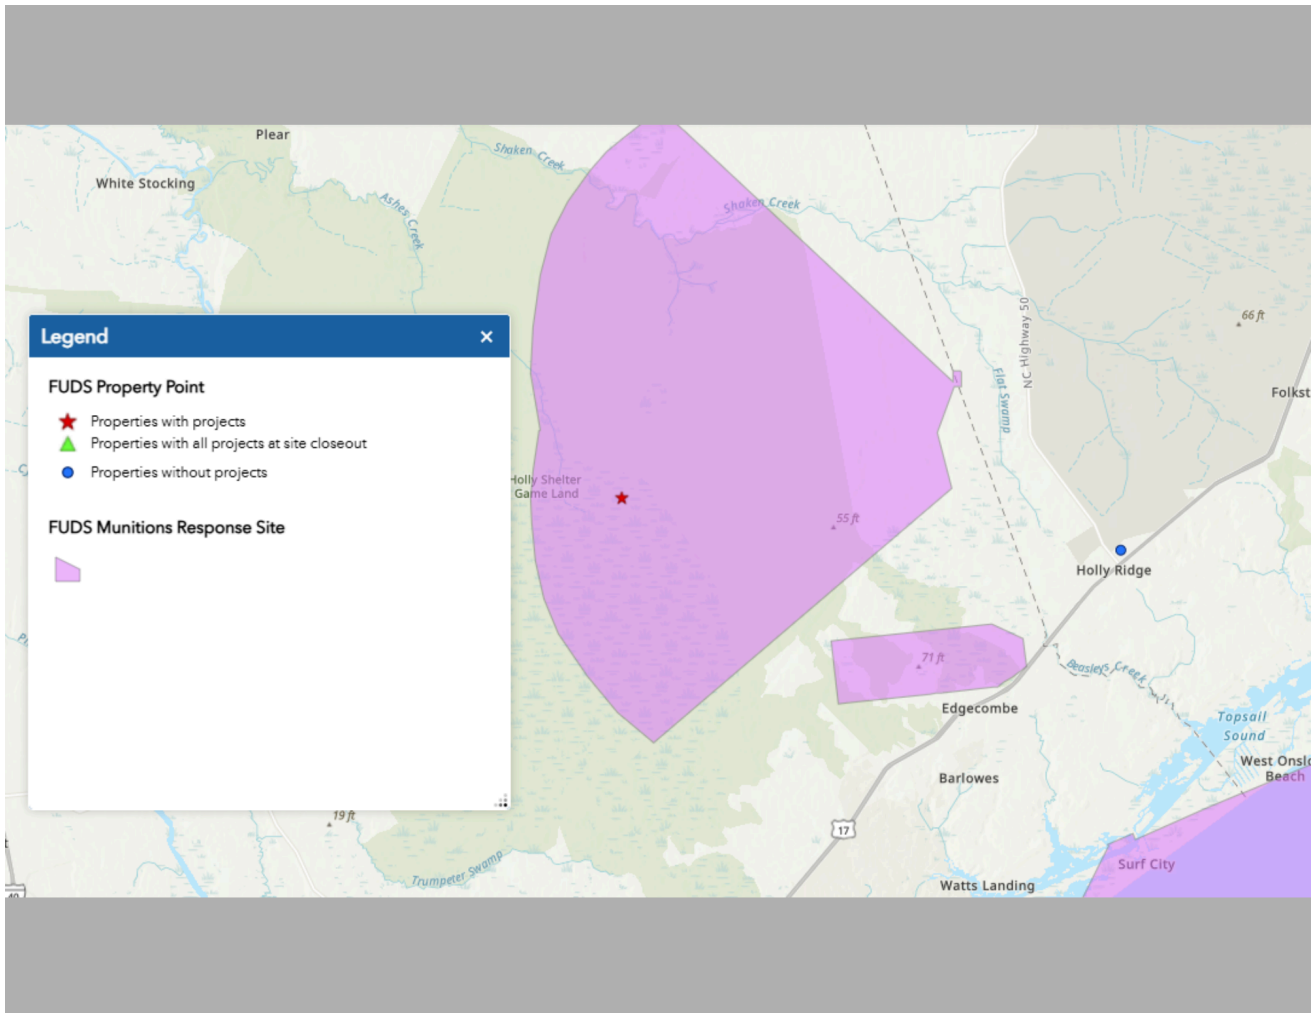 Plear
Shaken Creek
White Stocking
Ashes Creek
Shaken Creek
NC Highway 50
66 ft
Legend
FUDS Property Point
Properties with projects
Properties with all projects at site closeout
Properties without projects
FUDS Munitions Response Site
Flat Swamp
Folkst
Holly Shelter
Game Land
55 ft
Holly Ridge
71 ft
Beasley's Creek
Edgecombe
Topsail
Sound
West Onslo
Beach
Barlowes
19 ft
17
Trumpeter Swamp
Surf City
Watts Landing
40